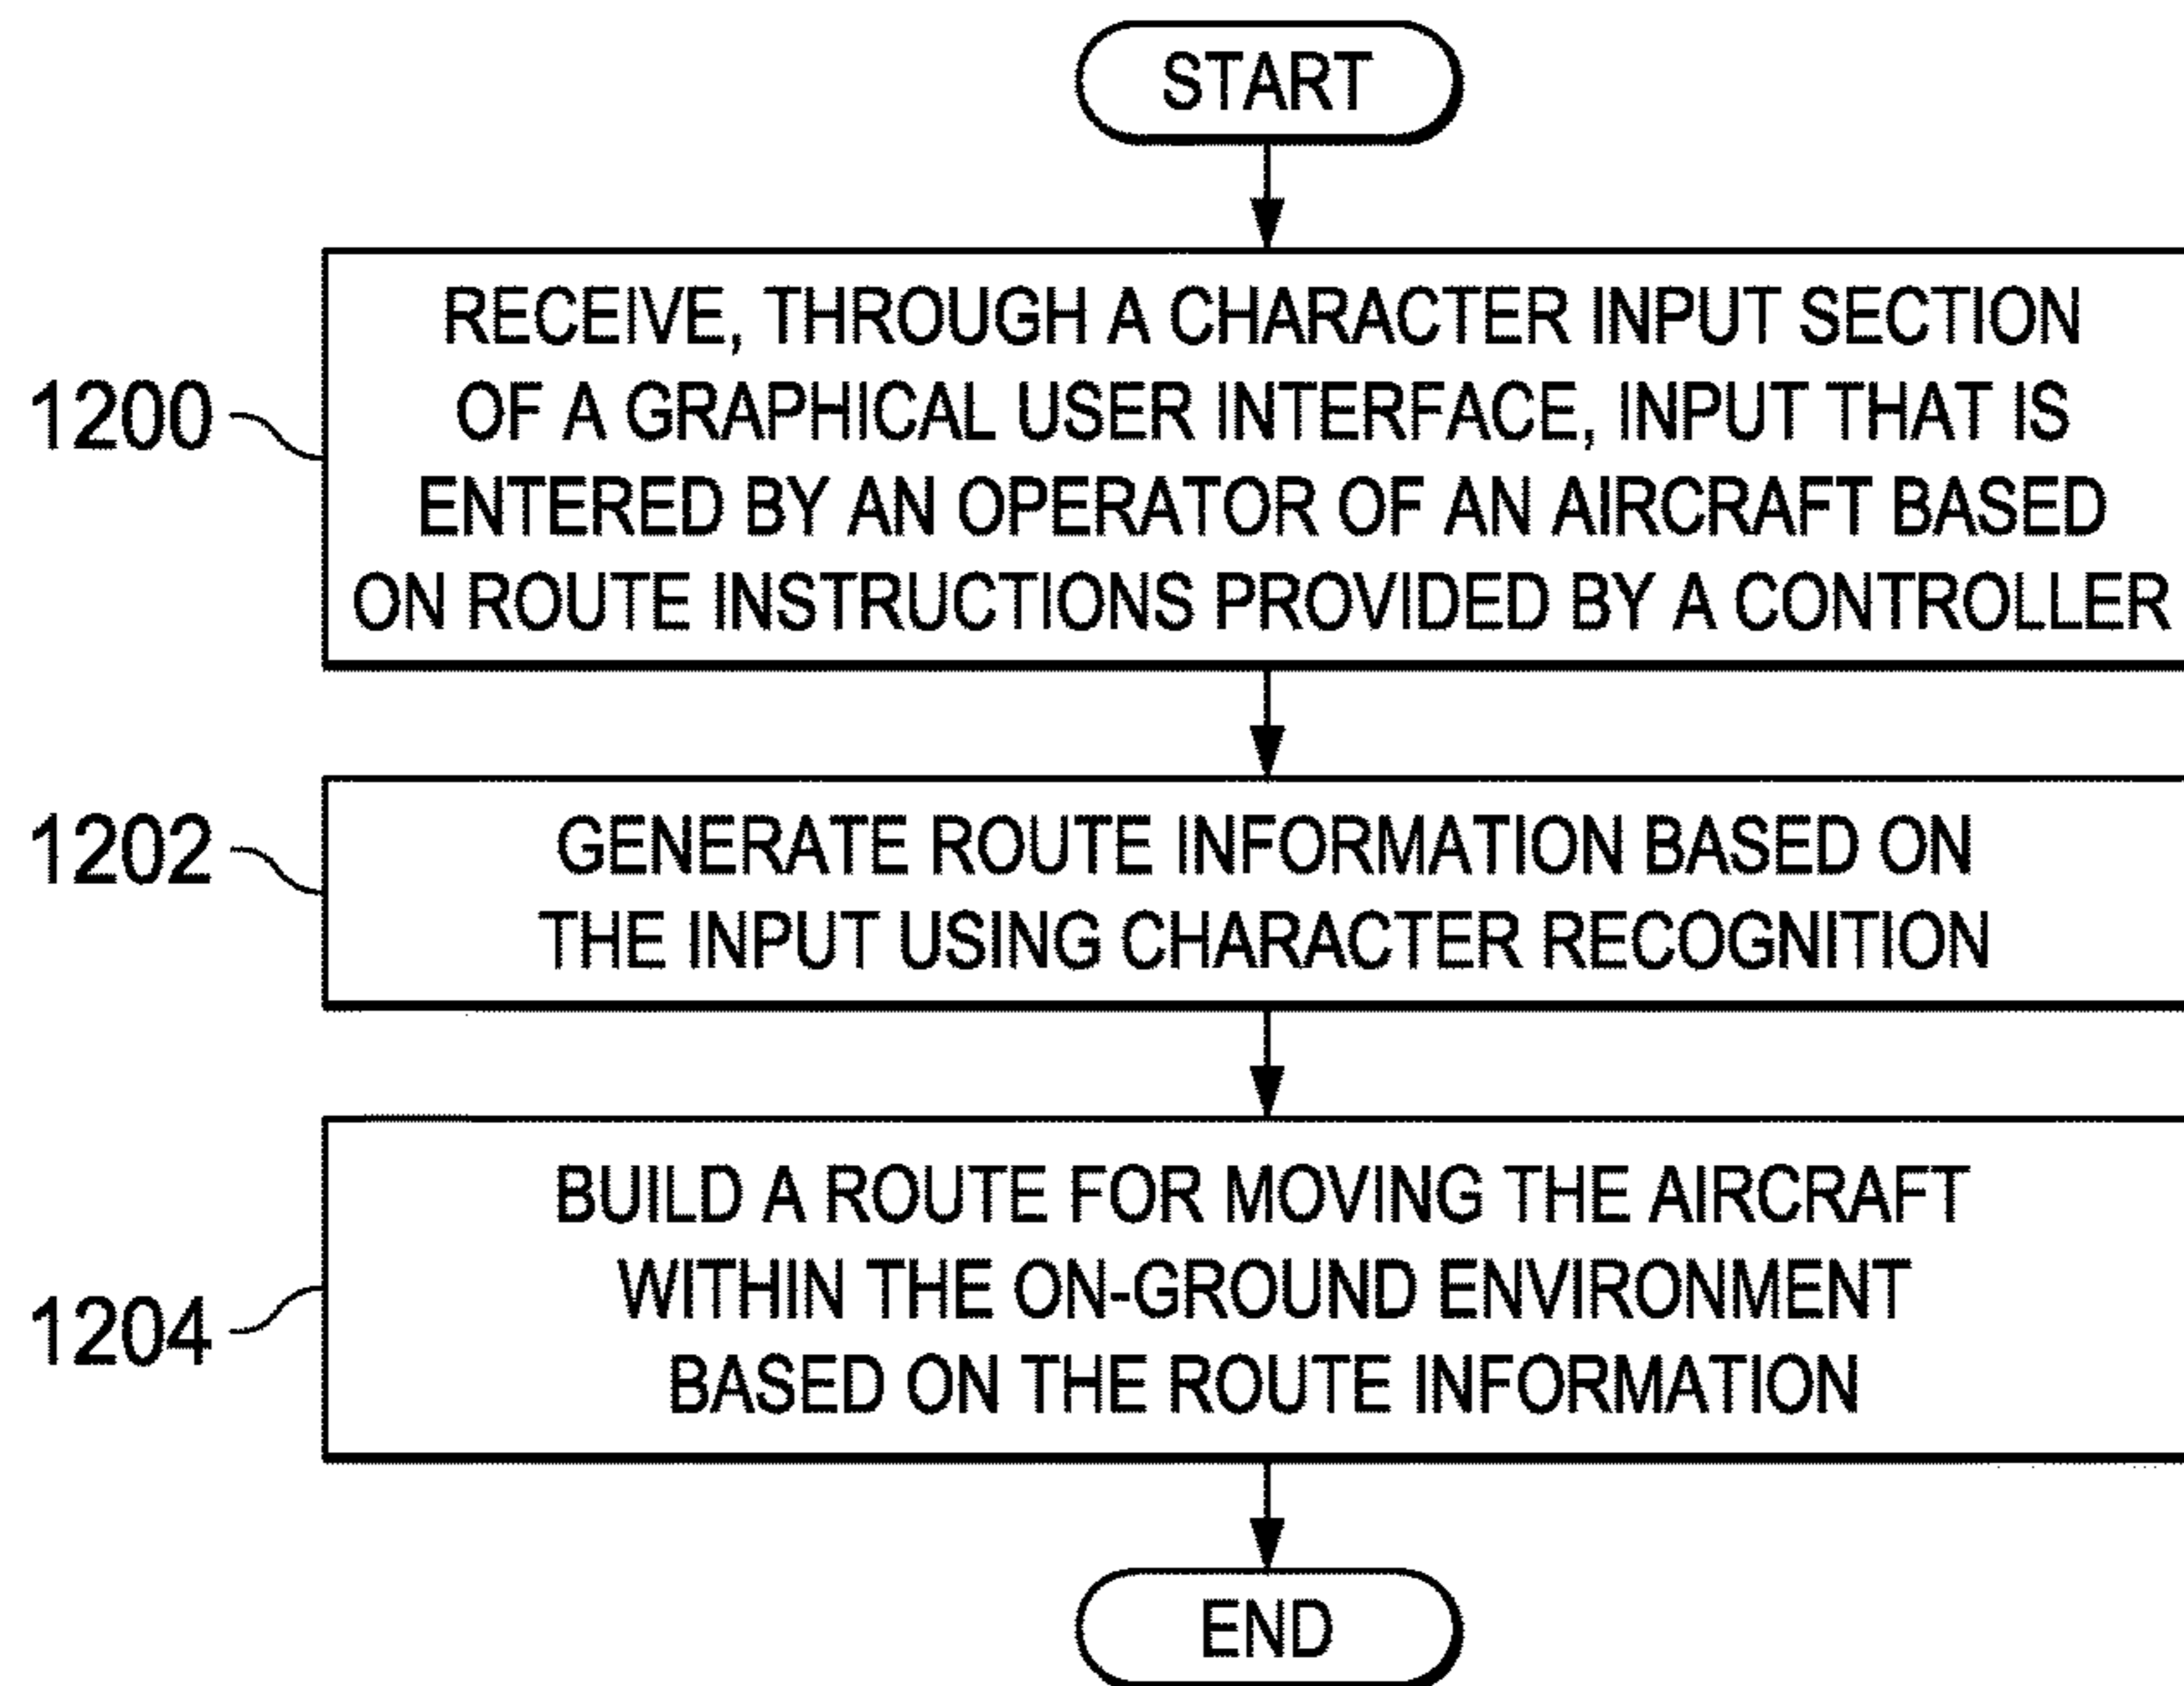 START
1200
RECEIVE, THROUGH A CHARACTER INPUT SECTION
OF A GRAPHICAL USER INTERFACE, INPUT THAT IS
ENTERED BY AN OPERATOR OF AN AIRCRAFT BASED
ON ROUTE INSTRUCTIONS PROVIDED BY A CONTROLLER
1202
GENERATE ROUTE INFORMATION BASED ON
THE INPUT USING CHARACTER RECOGNITION
1204
BUILD A ROUTE FOR MOVING THE AIRCRAFT
WITHIN THE ON-GROUND ENVIRONMENT
BASED ON THE ROUTE INFORMATION
END